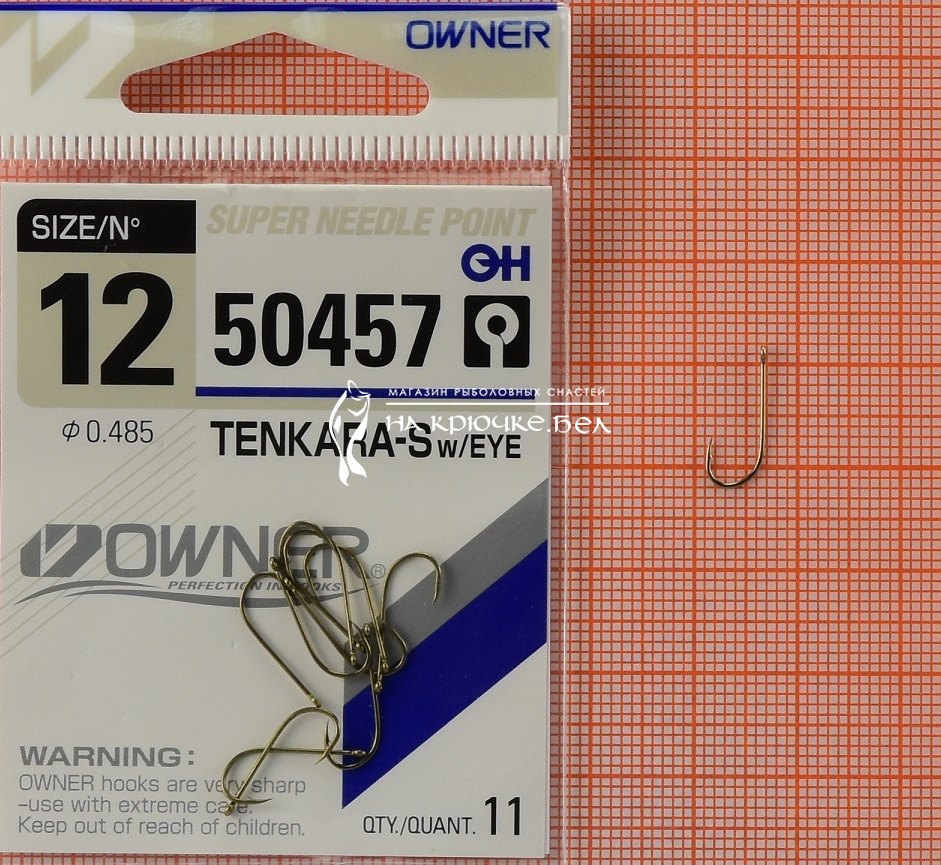 OWNER
SIZE/N°
12
SUPER NEEDLE POINT
50457
Ф 0.485
МАГАЗИН РЫБОЛОВНЫХ СНАСТЕЙ
НА КРЮЧКЕ.БЕЛ
TENKARA-S W/EYE
OWNER®
PERFECTION IN HOOKS
WARNING:
OWNER hooks are very sharp
-use with extreme care.
Keep out of reach of children.
QTY./QUANT. 11